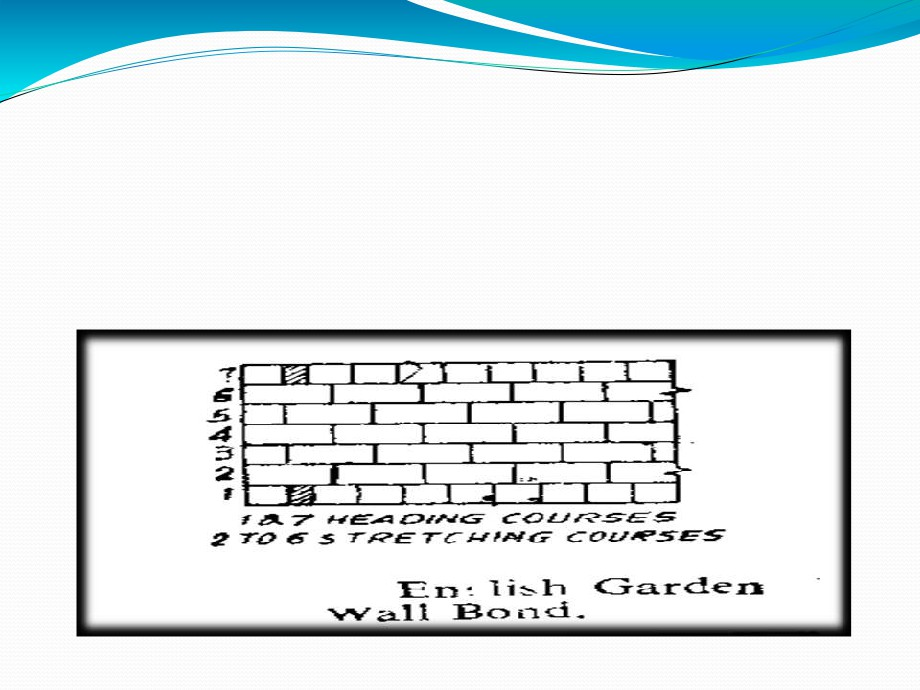 7
6
5
4
3
2
1
1 & 7 HEADING COURSES
2 TO 6 STRETCHING COURSES
English Garden
Wall Bond.